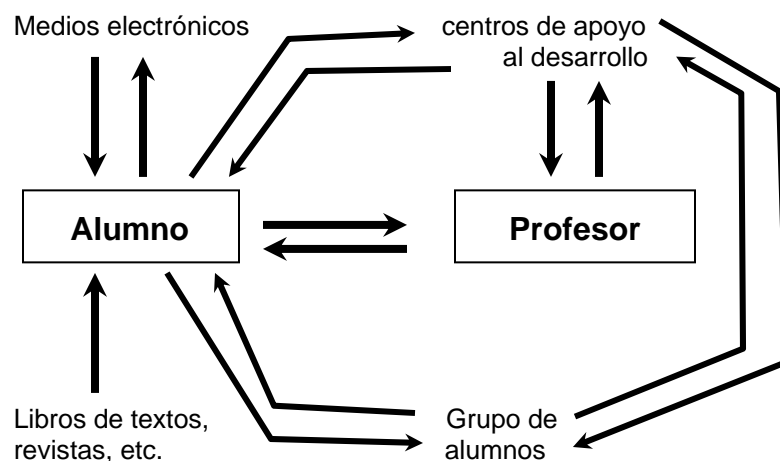 Medios electrónicos
centros de apoyo
al desarrollo
Alumno
Profesor
Libros de textos,
revistas, etc.
Grupo de
alumnos